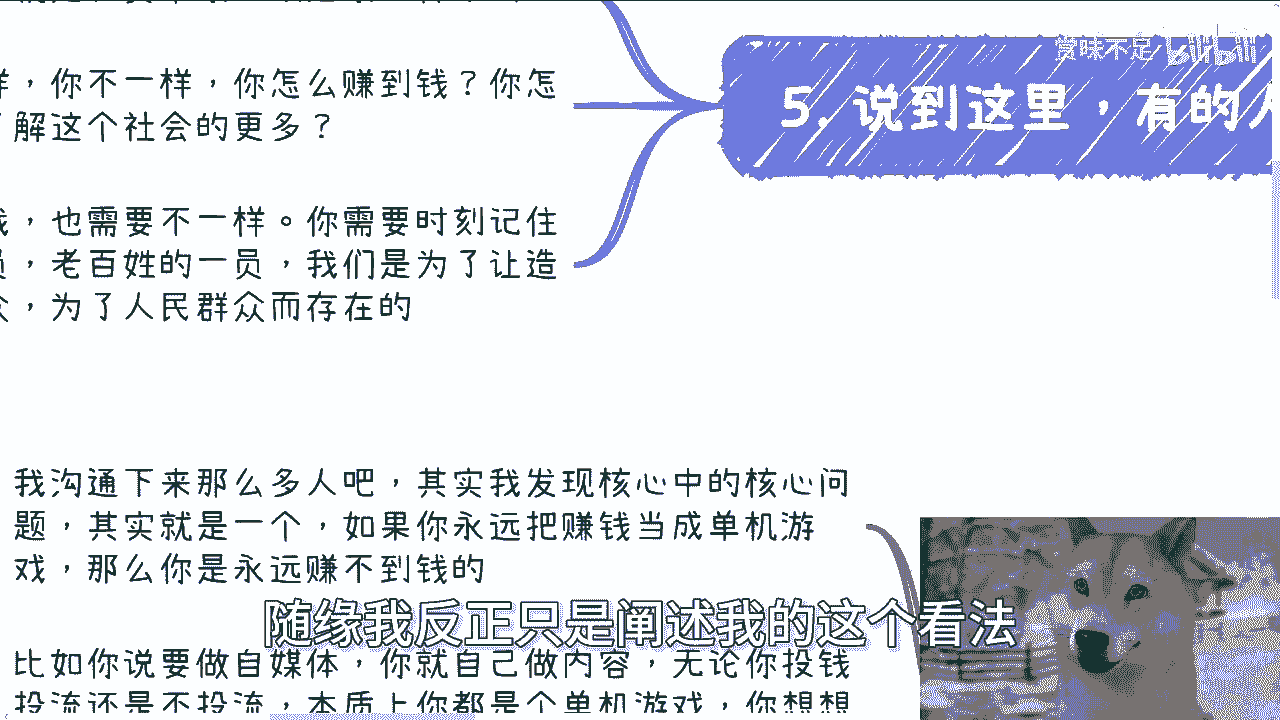 赏味不足 bilibili
样，你不一样，你怎么赚到钱？你怎
了解这个社会的更多？
5. 说到这里，有的人
我，也需要不一样。你需要时刻记住
员，老百姓的一员，我们是为了让造
众，为了人民群众而存在的
我沟通下来那么多人吧，其实我发现核心中的核心问
题，其实就是一个，如果你永远把赚钱当成单机游
戏，那么你是永远赚不到钱的
随缘我反正只是阐述我的这个看法
比如你说要做自媒体，你就自己做内容，无论你投钱
投流还是不投流，本质上你都是个单机游戏，你想想